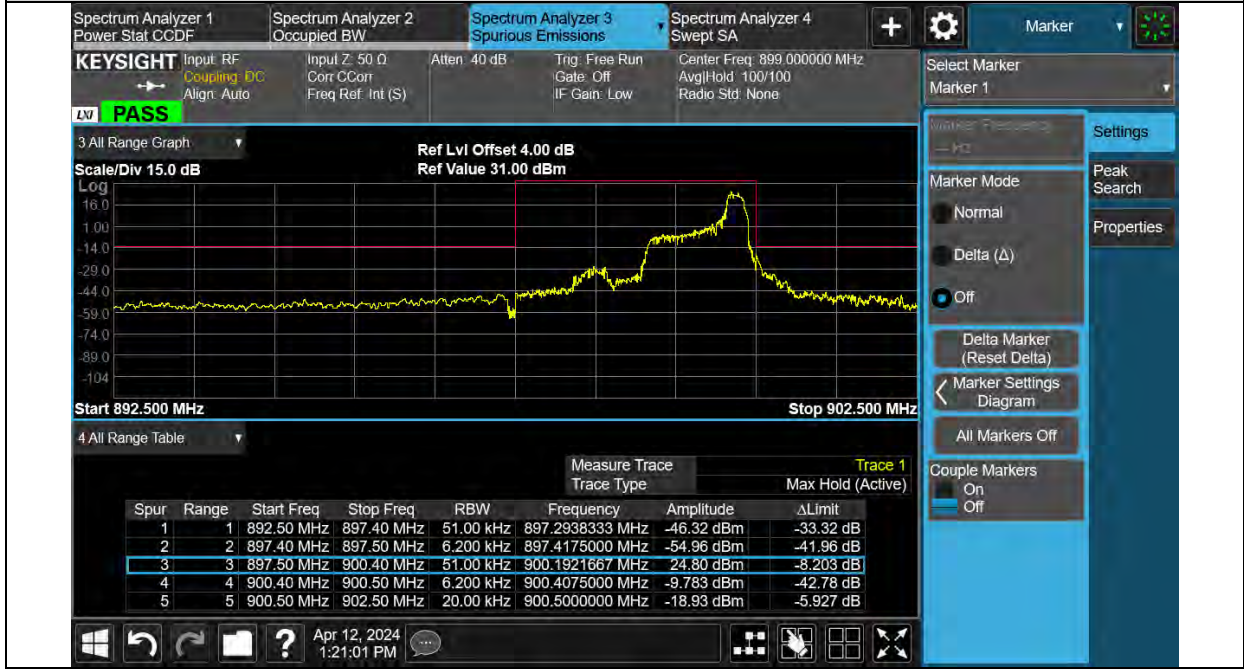 Spectrum Analyzer 1
Power Stat CCDF
Spectrum Analyzer 2
Occupied BW
Spectrum Analyzer 3
Spurious Emissions
Spectrum Analyzer 4
Swept SA
Marker
KEYSIGHT
Input: RF
Coupling: DC
Align: Auto
Input Z: 50 Ω
Corr CCorr
Freq Ref: Int (S)
Atten: 40 dB
Trig: Free Run
Gate: Off
IF Gain: Low
Center Freq: 899.000000 MHz
Avg|Hold: 100/100
Radio Std: None
LXI PASS
Select Marker
Marker 1
Marker Frequency
--- Hz
Settings
Peak
Search
Properties
Marker Mode
Normal
Delta (Δ)
Off
Delta Marker
(Reset Delta)
Marker Settings
Diagram
All Markers Off
Couple Markers
On
Off
3 All Range Graph
Scale/Div 15.0 dB
Ref Lvl Offset 4.00 dB
Ref Value 31.00 dBm
Log
16.0
1.00
-14.0
-29.0
-44.0
-59.0
-74.0
-89.0
-104
Start 892.500 MHz Stop 902.500 MHz
4 All Range Table
Measure Trace Trace 1
Trace Type Max Hold (Active)
Spur Range Start Freq Stop Freq RBW Frequency Amplitude ΔLimit
1 1 892.50 MHz 897.40 MHz 51.00 kHz 897.2938333 MHz -46.32 dBm -33.32 dB
2 2 897.40 MHz 897.50 MHz 6.200 kHz 897.4175000 MHz -54.96 dBm -41.96 dB
3 3 897.50 MHz 900.40 MHz 51.00 kHz 900.1921667 MHz 24.80 dBm -8.203 dB
4 4 900.40 MHz 900.50 MHz 6.200 kHz 900.4075000 MHz -9.783 dBm -42.78 dB
5 5 900.50 MHz 902.50 MHz 20.00 kHz 900.5000000 MHz -18.93 dBm -5.927 dB
Apr 12, 2024
1:21:01 PM